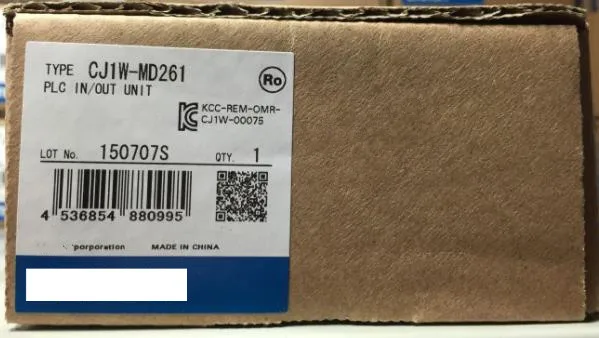 TYPE CJ1W-MD261
PLC IN/OUT UNIT
Ro
KCC-REM-OMR-
CJ1W-00075
LOT No. 150707S QTY. 1
4 536854 880995
orporation MADE IN CHINA